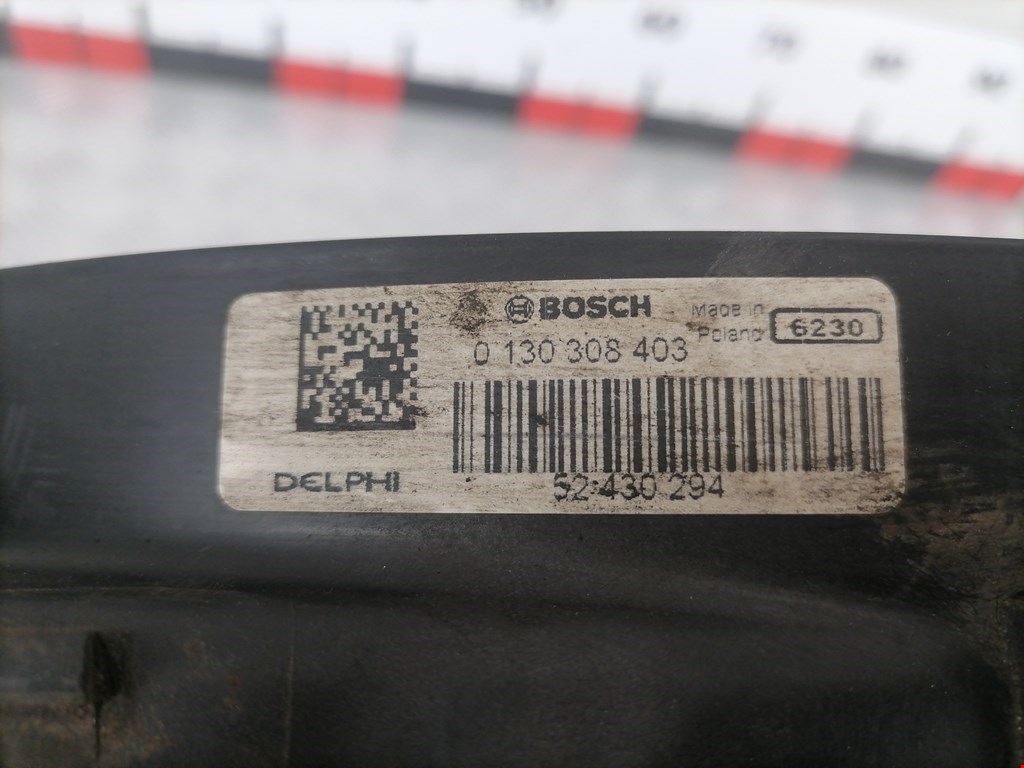 BOSCH
Made in
Poland
6230
0 130 308 403
DELPHI
52 430 294